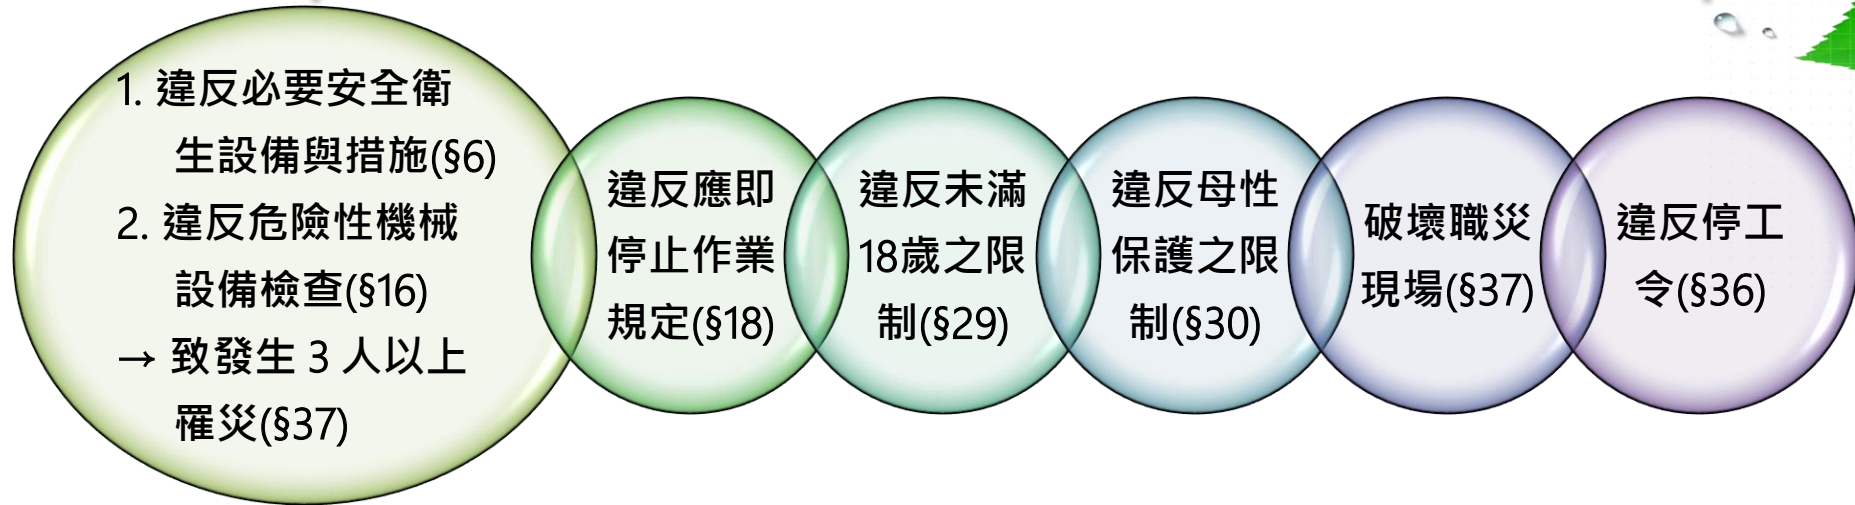 1. 違反必要安全衛
生設備與措施(§6)
2. 違反危險性機械
設備檢查(§16)
→ 致發生 3 人以上
罹災(§37)
違反應即
停止作業
規定(§18)
違反未滿
18歲之限
制(§29)
違反母性
保護之限
制(§30)
破壞職災
現場(§37)
違反停工
令(§36)